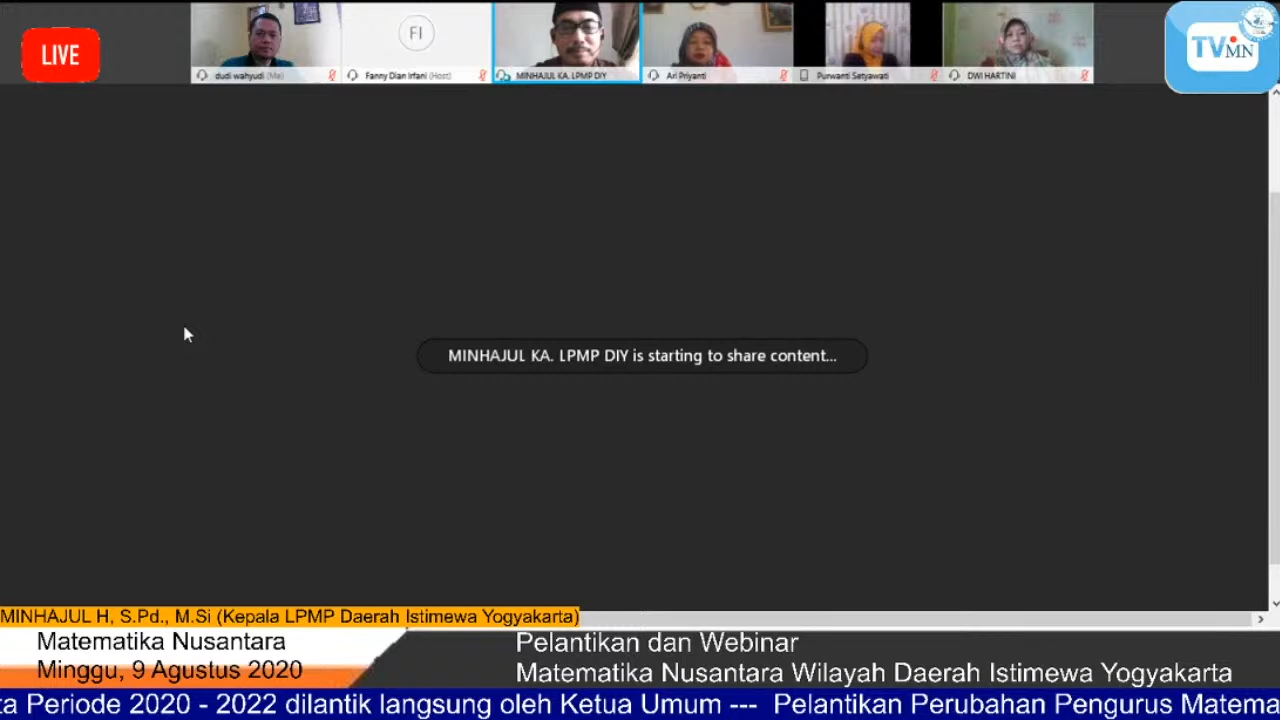 LIVE
FI
TVMN
dudi wahyudi (Me)
Fanny Dian Irfani (Host)
MINHAJUL KA. LPMP DIY
Ari Priyanti
Purwanti Setyawati
DWI HARTINI
MINHAJUL KA. LPMP DIY is starting to share content...
MINHAJUL H, S.Pd., M.Si (Kepala LPMP Daerah Istimewa Yogyakarta)
Matematika Nusantara
Minggu, 9 Agustus 2020
Pelantikan dan Webinar
Matematika Nusantara Wilayah Daerah Istimewa Yogyakarta
ta Periode 2020 - 2022 dilantik langsung oleh Ketua Umum --- Pelantikan Perubahan Pengurus Matema